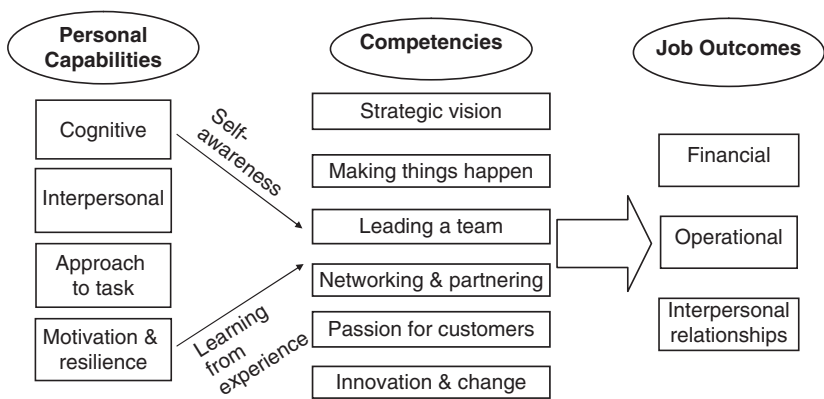 Personal
Capabilities
Cognitive
Interpersonal
Approach
to task
Motivation &
resilience
Self-
awareness
Learning
from
experience
Competencies
Strategic vision
Making things happen
Leading a team
Networking & partnering
Passion for customers
Innovation & change
Job Outcomes
Financial
Operational
Interpersonal
relationships